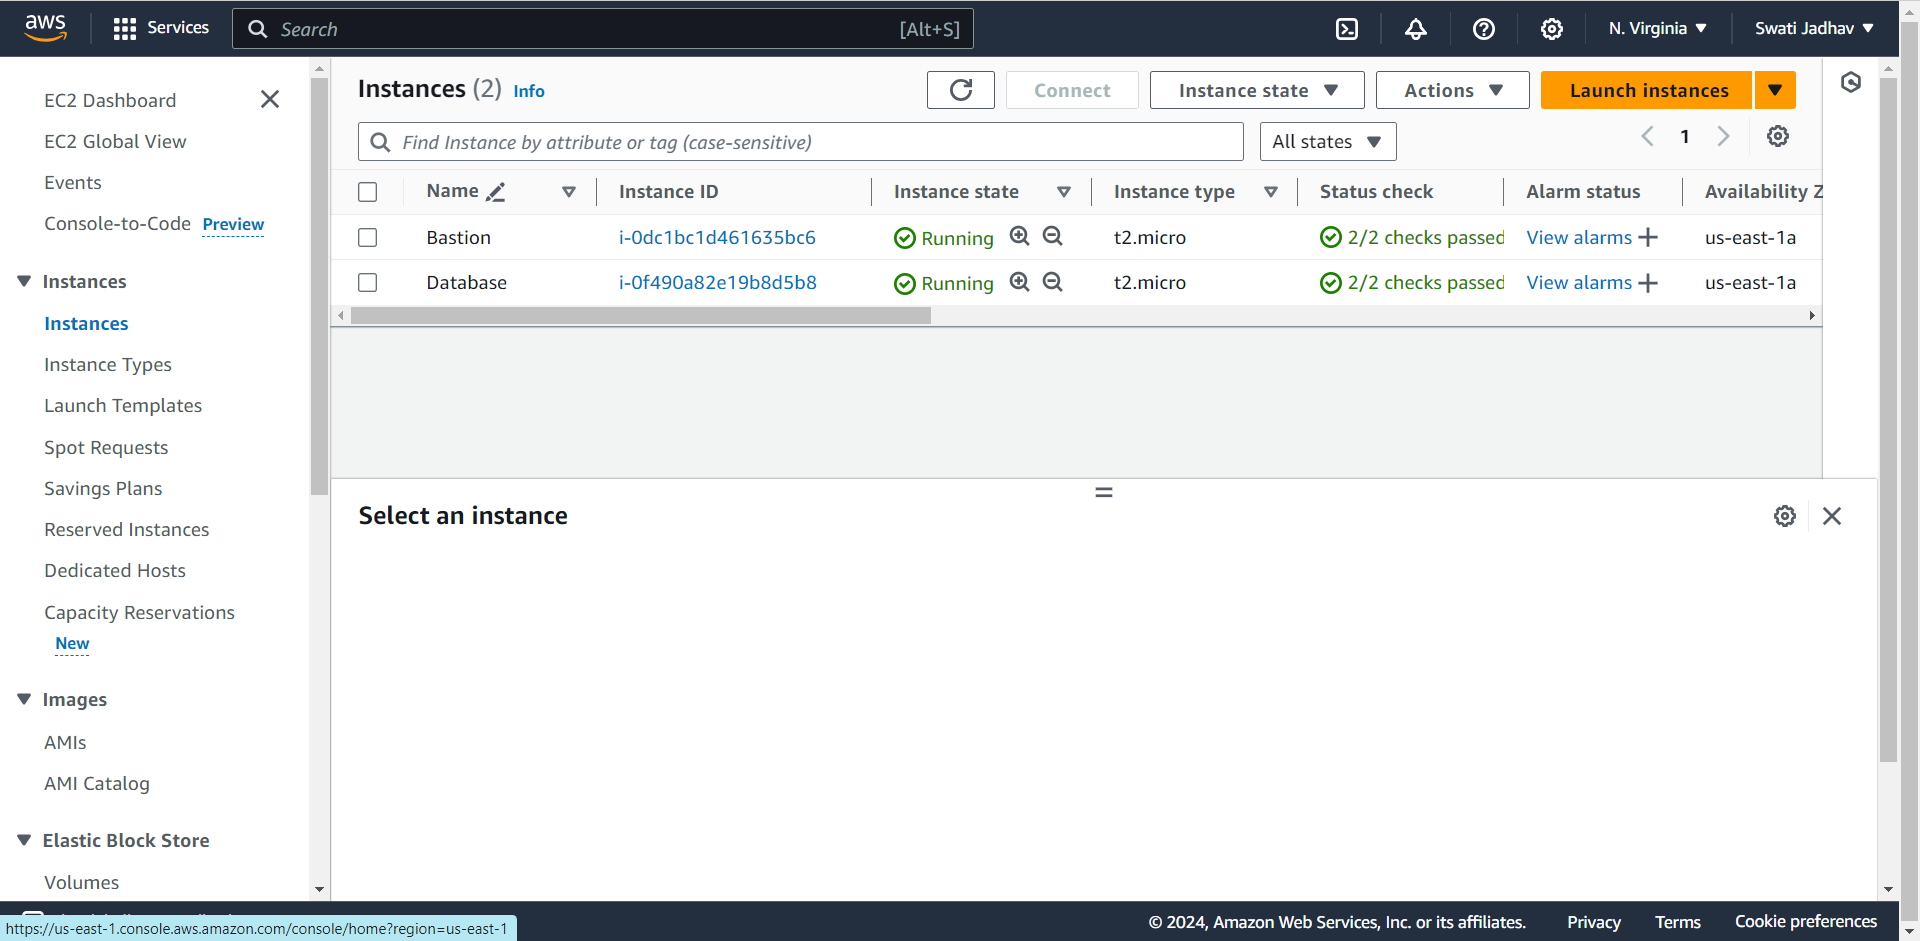 aws Services Search [Alt+S] N. Virginia Swati Jadhav
EC2 Dashboard
EC2 Global View
Events
Console-to-Code Preview
Instances
Instances
Instance Types
Launch Templates
Spot Requests
Savings Plans
Reserved Instances
Dedicated Hosts
Capacity Reservations
New
Images
AMIs
AMI Catalog
Elastic Block Store
Volumes
Instances (2) Info Connect Instance state Actions Launch instances
Find Instance by attribute or tag (case-sensitive) All states 1
Name Instance ID Instance state Instance type Status check Alarm status Availability Z
Bastion i-0dc1bc1d461635bc6 Running t2.micro 2/2 checks passed View alarms us-east-1a
Database i-0f490a82e19b8d5b8 Running t2.micro 2/2 checks passed View alarms us-east-1a
Select an instance
© 2024, Amazon Web Services, Inc. or its affiliates. Privacy Terms Cookie preferences
https://us-east-1.console.aws.amazon.com/console/home?region=us-east-1